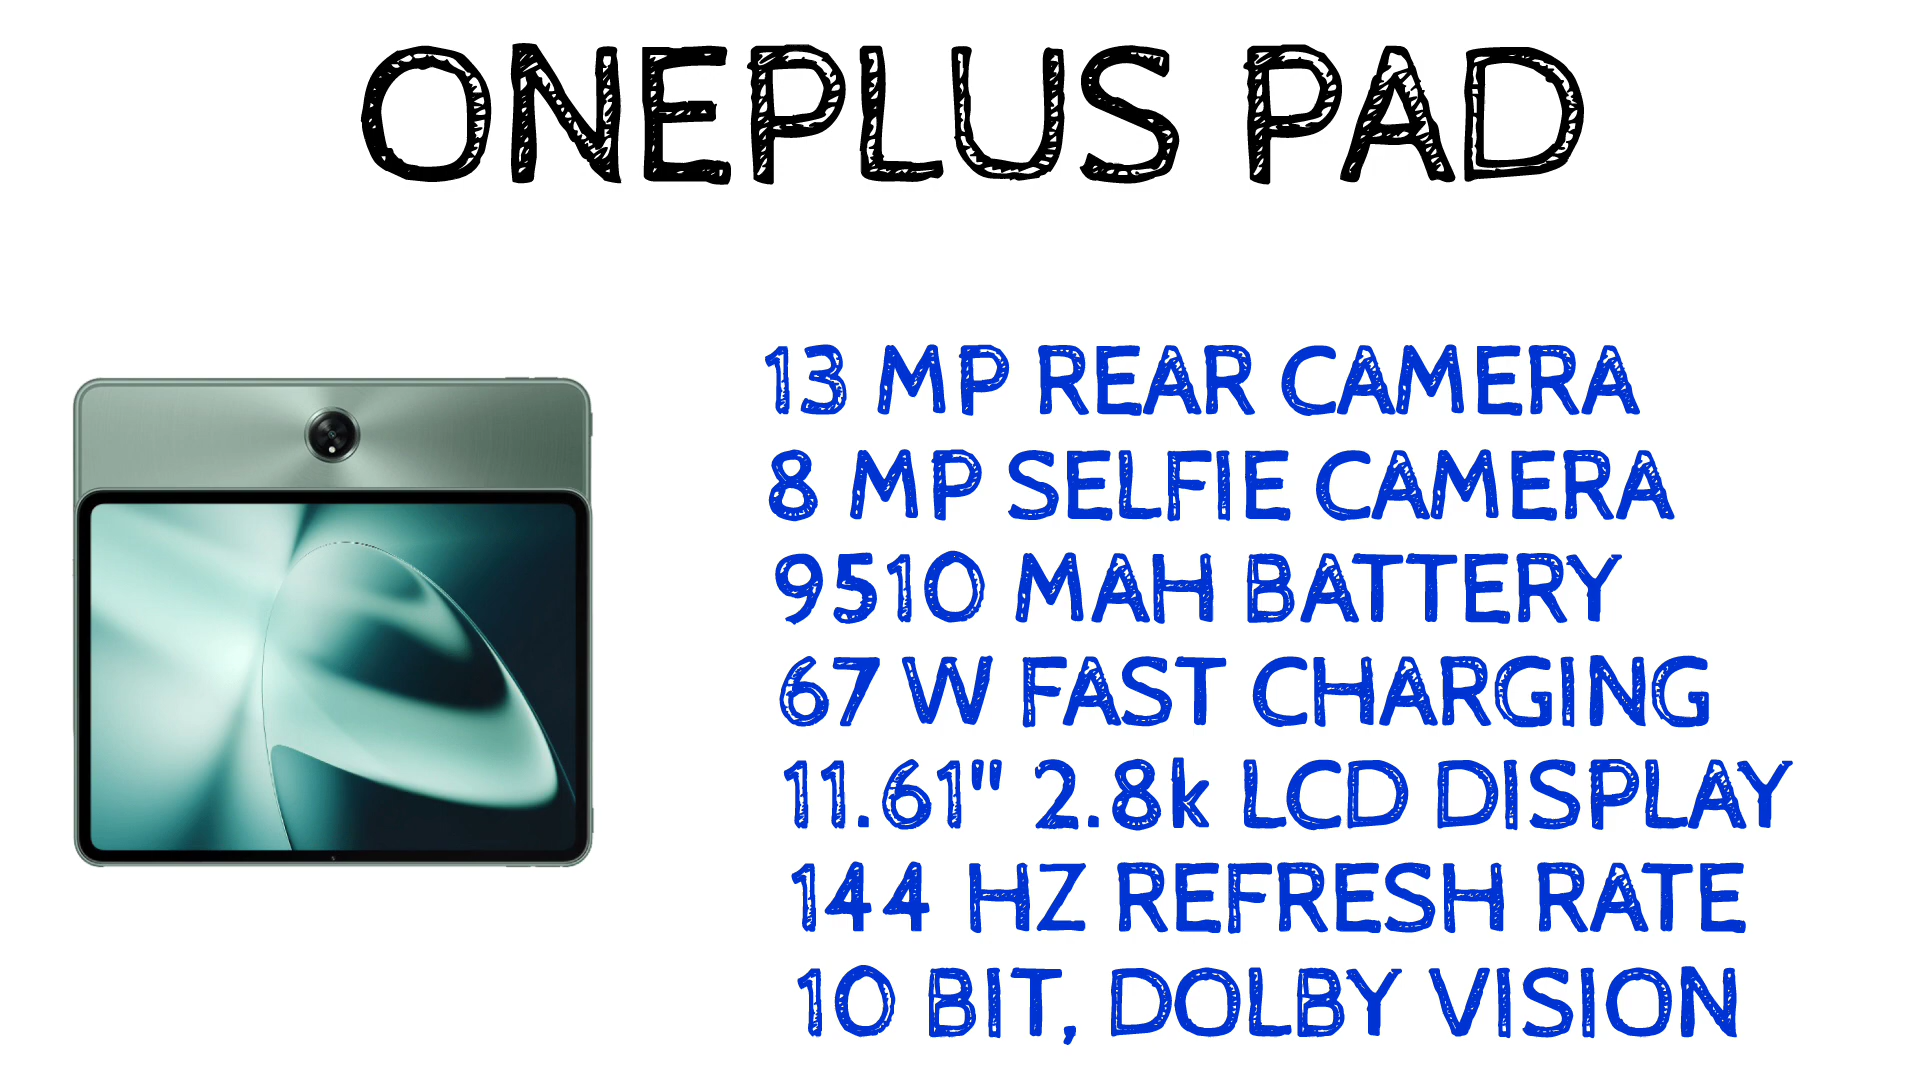 ONEPLUS PAD
13 MP REAR CAMERA
8 MP SELFIE CAMERA
9510 MAH BATTERY
67 W FAST CHARGING
11.61" 2.8k LCD DISPLAY
144 HZ REFRESH RATE
10 BIT, DOLBY VISION